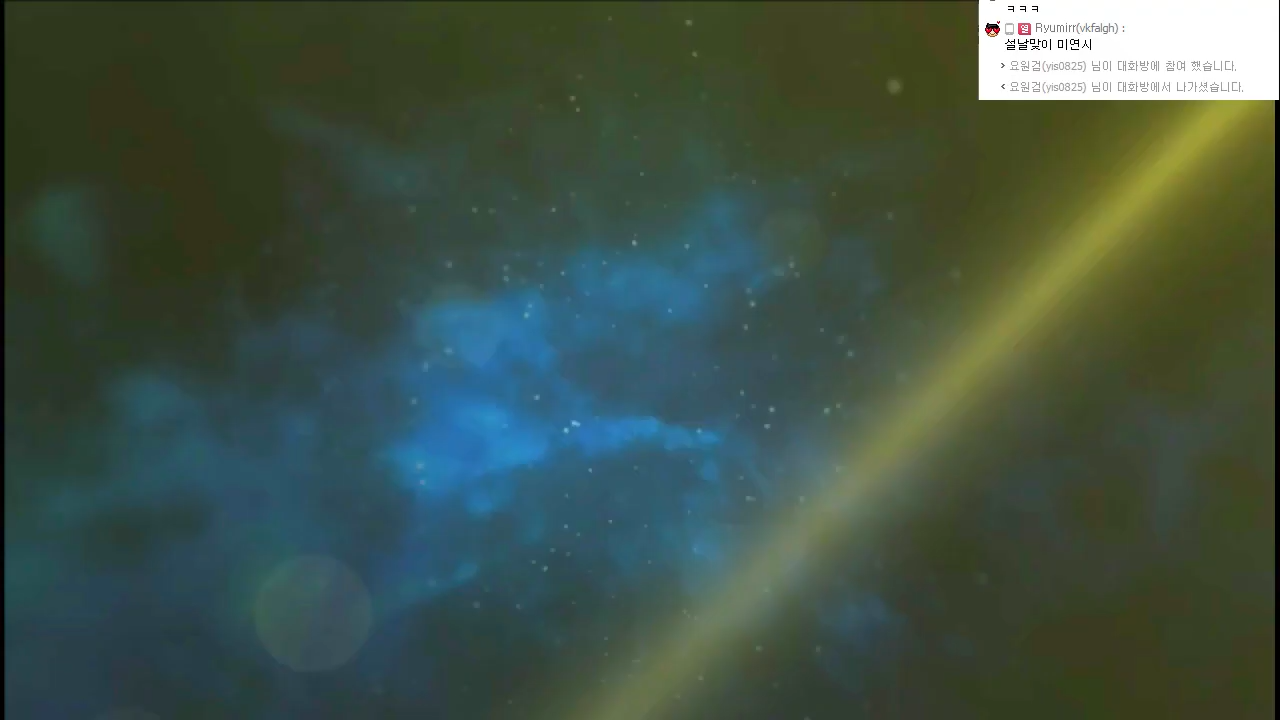 ㅋㅋㅋ
열 Ryumirr(vkfalgh) :
설날맞이 미연시
> 요원검(yis0825) 님이 대화방에 참여 했습니다.
< 요원검(yis0825) 님이 대화방에서 나가셨습니다.